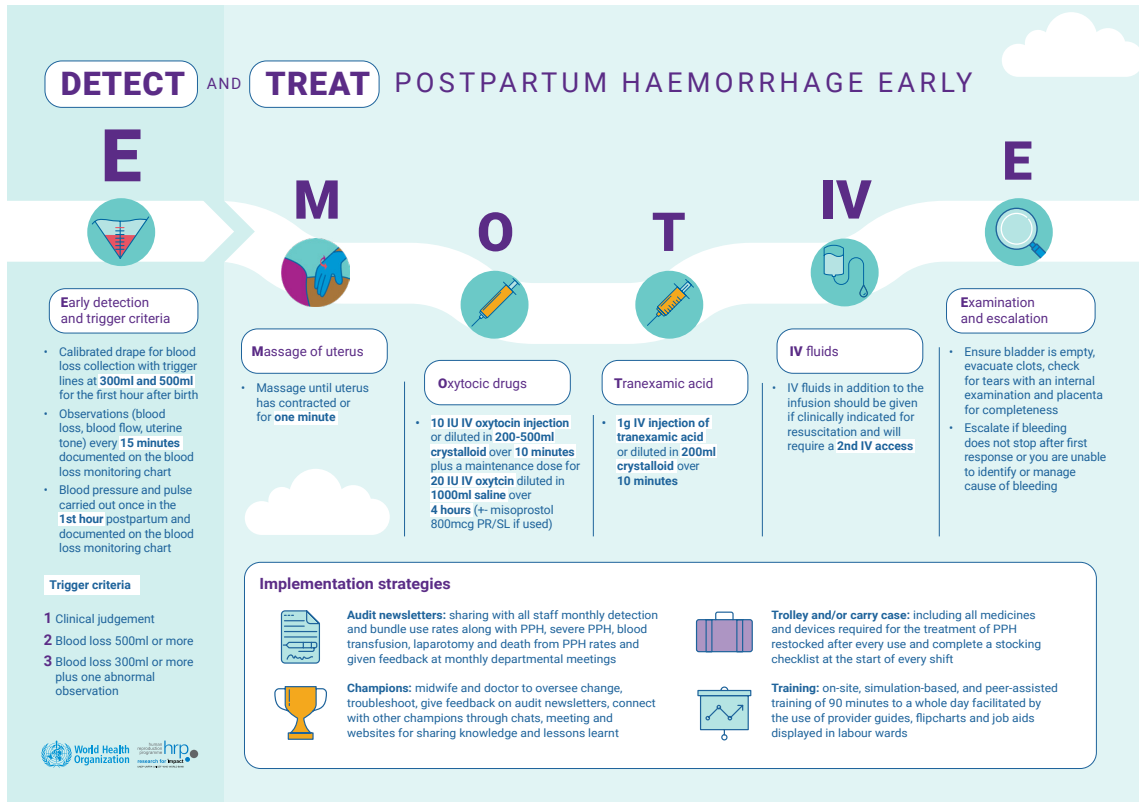 DETECT AND TREAT POSTPARTUM HAEMORRHAGE EARLY
E
Early detection
and trigger criteria
• Calibrated drape for blood
loss collection with trigger
lines at 300ml and 500ml
for the first hour after birth
• Observations (blood
loss, blood flow, uterine
tone) every 15 minutes
documented on the blood
loss monitoring chart
• Blood pressure and pulse
carried out once in the
1st hour postpartum and
documented on the blood
loss monitoring chart
Trigger criteria
1 Clinical judgement
2 Blood loss 500ml or more
3 Blood loss 300ml or more
plus one abnormal
observation
M
Massage of uterus
• Massage until uterus
has contracted or
for one minute
O
Oxytocic drugs
• 10 IU IV oxytocin injection
or diluted in 200-500ml
crystalloid over 10 minutes
plus a maintenance dose for
20 IU IV oxytcin diluted in
1000ml saline over
4 hours (+- misoprostol
800mcg PR/SL if used)
T
Tranexamic acid
• 1g IV injection of
tranexamic acid
or diluted in 200ml
crystalloid over
10 minutes
IV
IV fluids
• IV fluids in addition to the
infusion should be given
if clinically indicated for
resuscitation and will
require a 2nd IV access
E
Examination
and escalation
• Ensure bladder is empty,
evacuate clots, check
for tears with an internal
examination and placenta
for completeness
• Escalate if bleeding
does not stop after first
response or you are unable
to identify or manage
cause of bleeding
Implementation strategies
Audit newsletters: sharing with all staff monthly detection
and bundle use rates along with PPH, severe PPH, blood
transfusion, laparotomy and death from PPH rates and
given feedback at monthly departmental meetings
Champions: midwife and doctor to oversee change,
troubleshoot, give feedback on audit newsletters, connect
with other champions through chats, meeting and
websites for sharing knowledge and lessons learnt
Trolley and/or carry case: including all medicines
and devices required for the treatment of PPH
restocked after every use and complete a stocking
checklist at the start of every shift
Training: on-site, simulation-based, and peer-assisted
training of 90 minutes to a whole day facilitated by
the use of provider guides, flipcharts and job aids
displayed in labour wards
World Health
Organization
human
reproduction
programme
hrp
research for impact